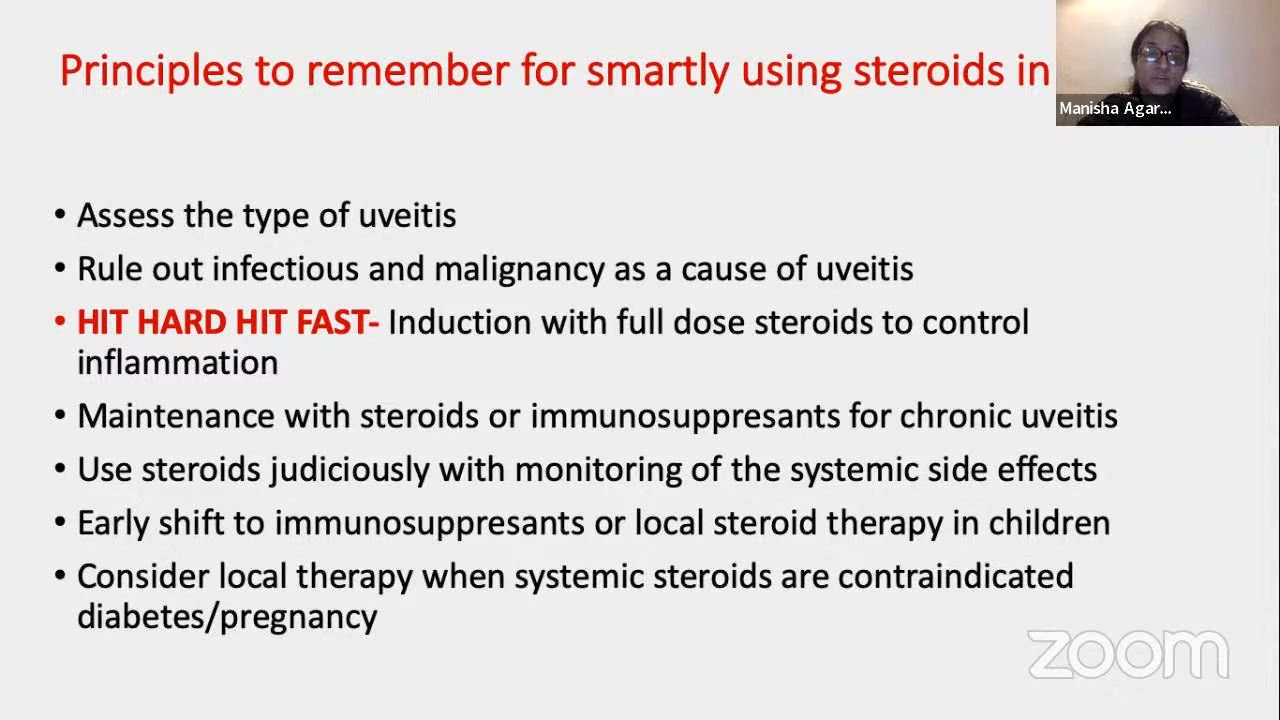 Principles to remember for smartly using steroids in
Manisha Agar...
• Assess the type of uveitis
• Rule out infectious and malignancy as a cause of uveitis
• HIT HARD HIT FAST- Induction with full dose steroids to control
inflammation
• Maintenance with steroids or immunosuppresants for chronic uveitis
• Use steroids judiciously with monitoring of the systemic side effects
• Early shift to immunosuppresants or local steroid therapy in children
• Consider local therapy when systemic steroids are contraindicated
diabetes/pregnancy
zoom